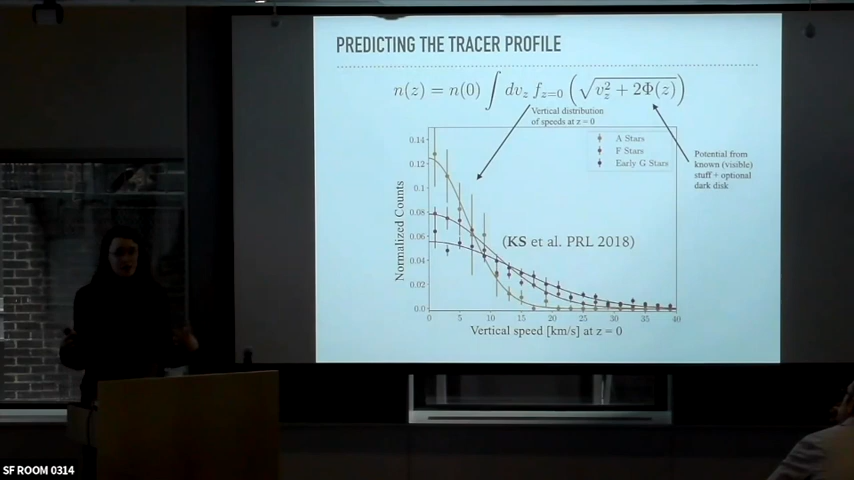 PREDICTING THE TRACER PROFILE
n(z) = n(0) ∫ dv_z f_{z=0} (√(v_z² + 2Φ(z)))
Vertical distribution
of speeds at z = 0
Potential from
known (visible)
stuff + optional
dark disk
A Stars
F Stars
Early G Stars
(KS et al. PRL 2018)
Normalized Counts
0.14
0.12
0.1
0.08
0.06
0.04
0.02
0.0
0 5 10 15 20 25 30 35 40
Vertical speed [km/s] at z = 0
SF ROOM 0314